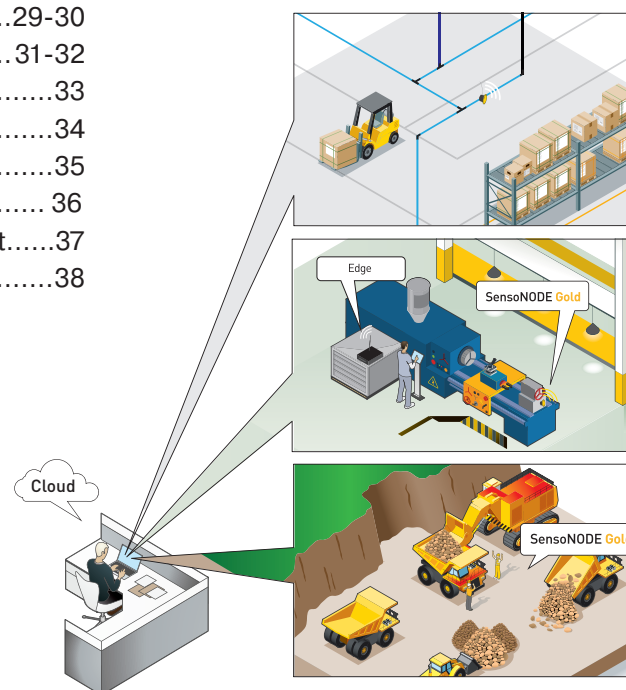 ...29-30
...31-32
.......33
.......34
.......35
....... 36
t......37
.......38
Edge
SensoNODE Gold
Cloud
SensoNODE Gol